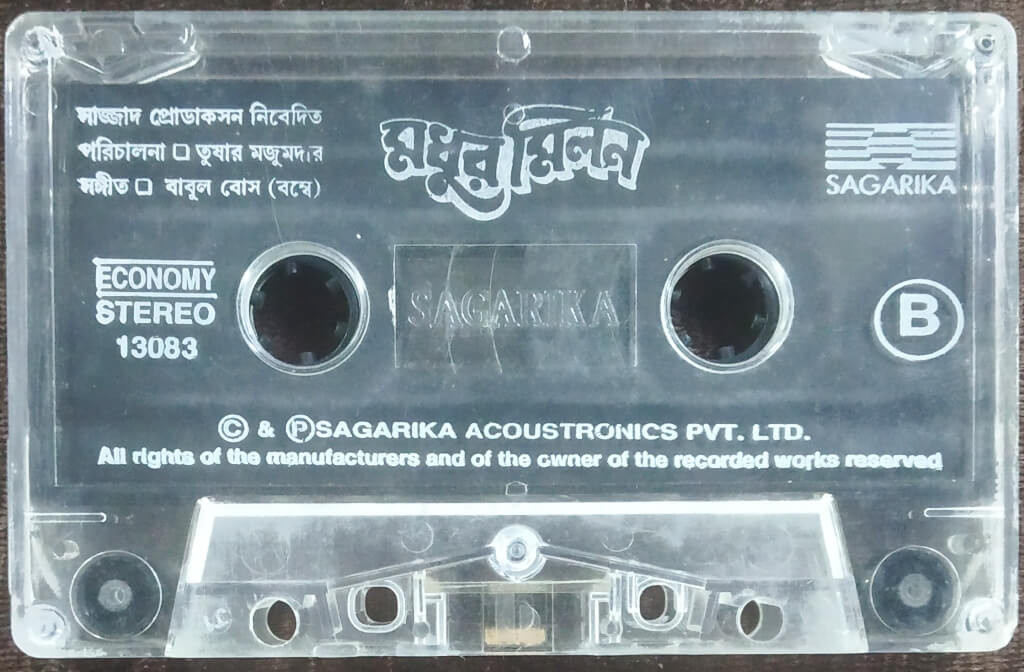 সাজ্জাদ প্রোডাকসন নিবেদিত
পরিচালনা □ তুষার মজুমদার
সঙ্গীত □ বাবুল বোস (বম্বে)
মধুর মিলন
SAGARIKA
ECONOMY
STEREO
13083
SAGARIKA
B
© & ℗ SAGARIKA ACOUSTRONICS PVT. LTD.
All rights of the manufacturers and of the owner of the recorded works reserved